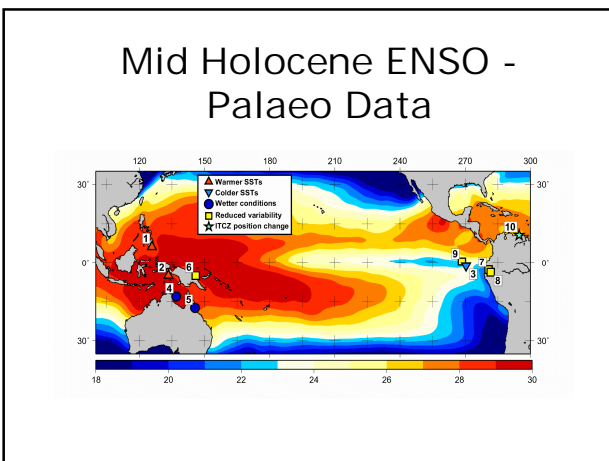 Mid Holocene ENSO -
Palaeo Data
120 150 180 210 240 270 300
Warmer SSTs
Colder SSTs
Wetter conditions
Reduced variability
ITCZ position change
30°
30°
1
10
0°
0°
2
6
9
7
3
8
4
5
30°
30°
18 20 22 24 26 28 30